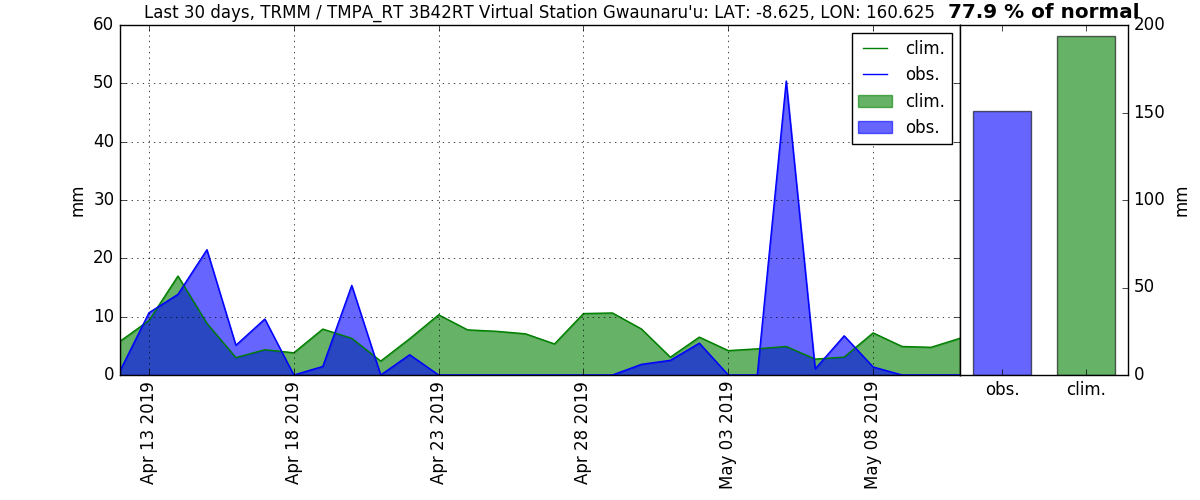 Last 30 days, TRMM / TMPA_RT 3B42RT Virtual Station Gwaunaru'u: LAT: -8.625, LON: 160.625
77.9 % of normal
60
50
40
30
20
10
0
mm
clim.
obs.
clim.
obs.
Apr 13 2019
Apr 18 2019
Apr 23 2019
Apr 28 2019
May 03 2019
May 08 2019
200
150
100
50
0
mm
obs.
clim.